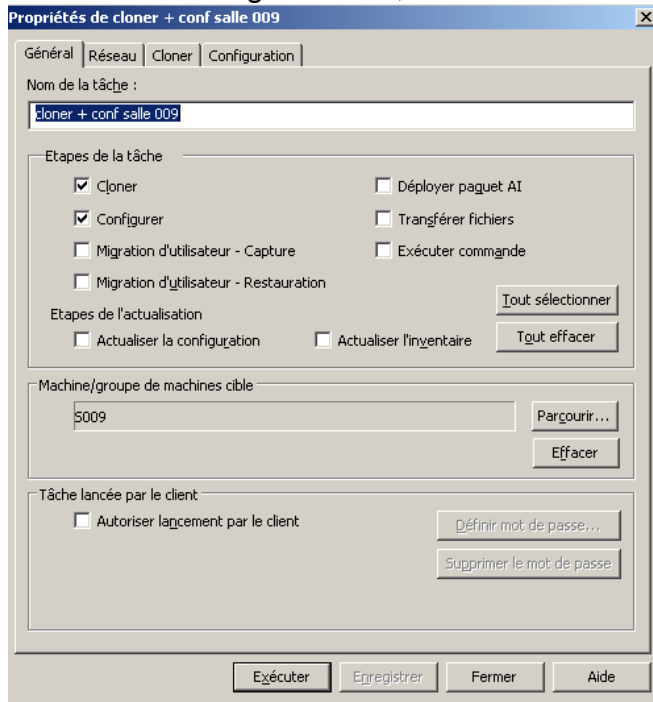 Propriétés de cloner + conf salle 009
Général Réseau Cloner Configuration
Nom de la tâche :
cloner + conf salle 009
Etapes de la tâche
Cloner Déployer paquet AI
Configurer Transférer fichiers
Migration d'utilisateur - Capture Exécuter commande
Migration d'utilisateur - Restauration
Tout sélectionner
Etapes de l'actualisation
Actualiser la configuration Actualiser l'inventaire Tout effacer
Machine/groupe de machines cible
S009 Parcourir...
Effacer
Tâche lancée par le client
Autoriser lancement par le client Définir mot de passe...
Supprimer le mot de passe
Exécuter Enregistrer Fermer Aide